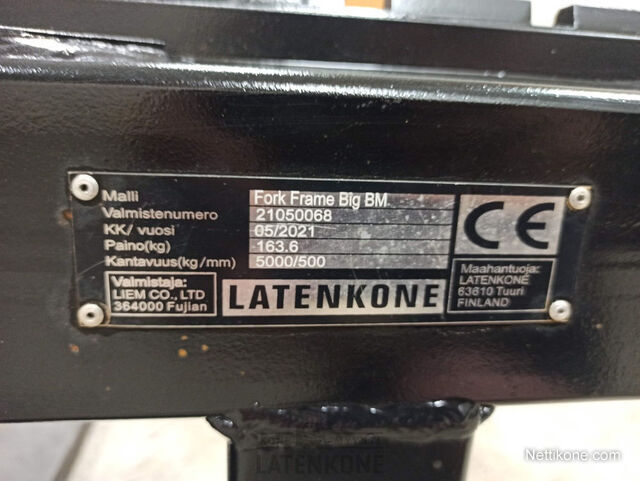 Malli Fork Frame Big BM
Valmistenumero 21050068
KK/ vuosi 05/2021
Paino(kg) 163.6
Kantavuus(kg/mm) 5000/500
CE
Valmistaja:
LIEM CO., LTD
364000 Fujian
LATENKONE
Maahantuoja:
LATENKONE
63610 Tuuri
FINLAND
LATENKONE
Nettikone.com